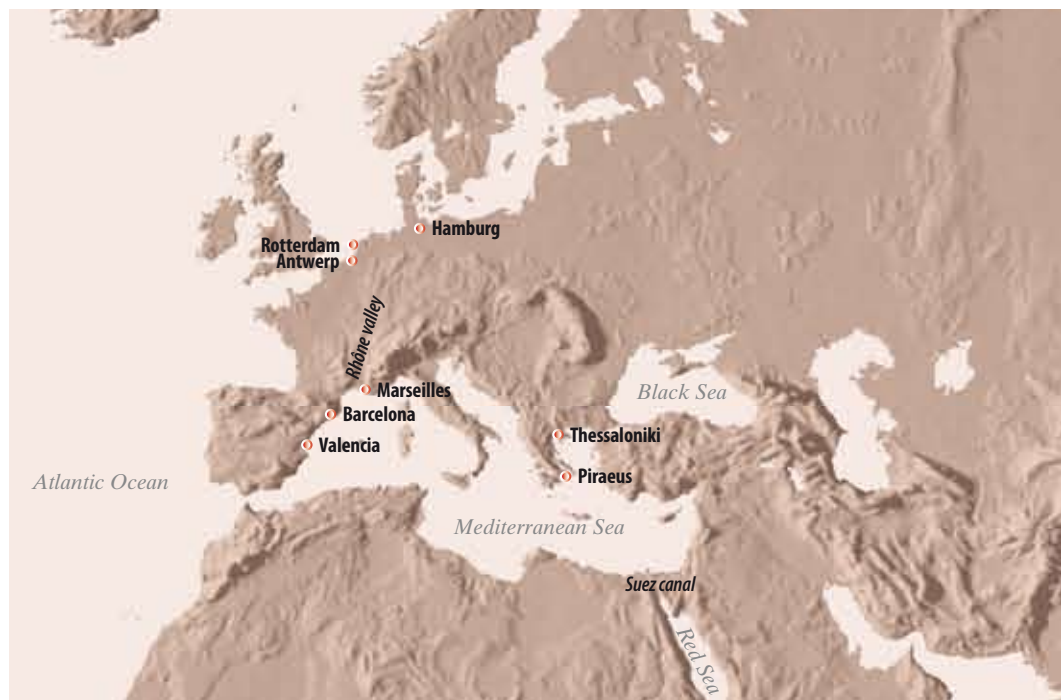 Hamburg
Rotterdam
Antwerp
Rhône valley
Marseilles
Black Sea
Barcelona
Thessaloniki
Valencia
Piraeus
Atlantic Ocean
Mediterranean Sea
Suez canal
Red Sea